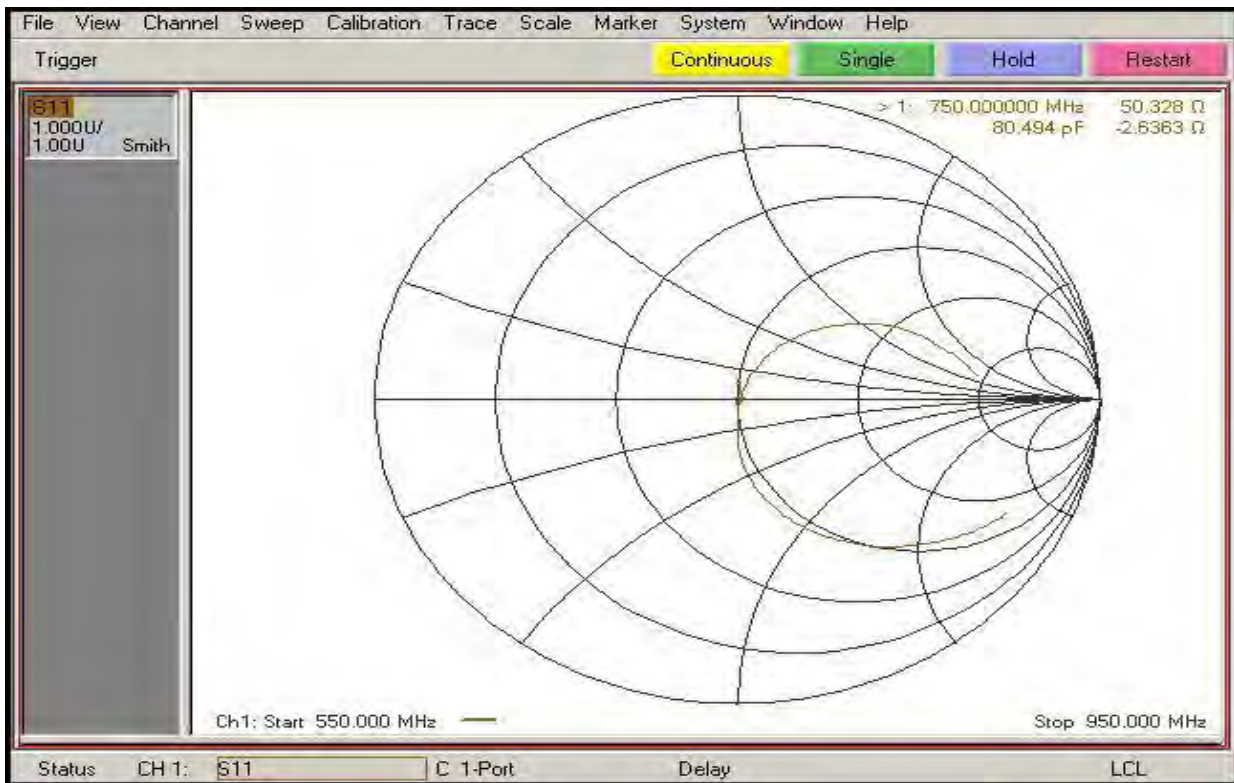 File View Channel Sweep Calibration Trace Scale Marker System Window Help
Trigger Continuous Single Hold Restart
S11
1.000U/
1.00U Smith
> 1: 750.000000 MHz 50.328 Ω
80.494 pF -2.6363 Ω
Ch1: Start 550.000 MHz Stop 950.000 MHz
Status CH 1: S11 C 1-Port Delay LCL